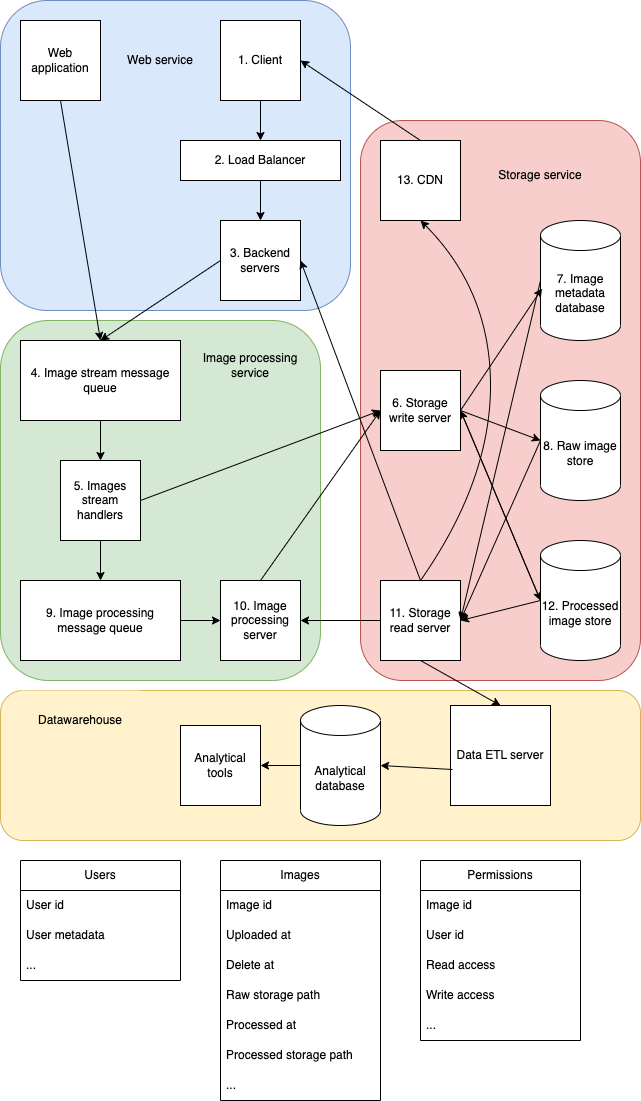 Web
application
Web service
1. Client
2. Load Balancer
3. Backend
servers
13. CDN
Storage service
7. Image
metadata
database
Image processing
service
4. Image stream message
queue
6. Storage
write server
8. Raw image
store
5. Images
stream
handlers
9. Image processing
message queue
10. Image
processing
server
11. Storage
read server
12. Processed
image store
Datawarehouse
Analytical
tools
Analytical
database
Data ETL server
Users
User id
User metadata
...
Images
Image id
Uploaded at
Delete at
Raw storage path
Processed at
Processed storage path
...
Permissions
Image id
User id
Read access
Write access
...